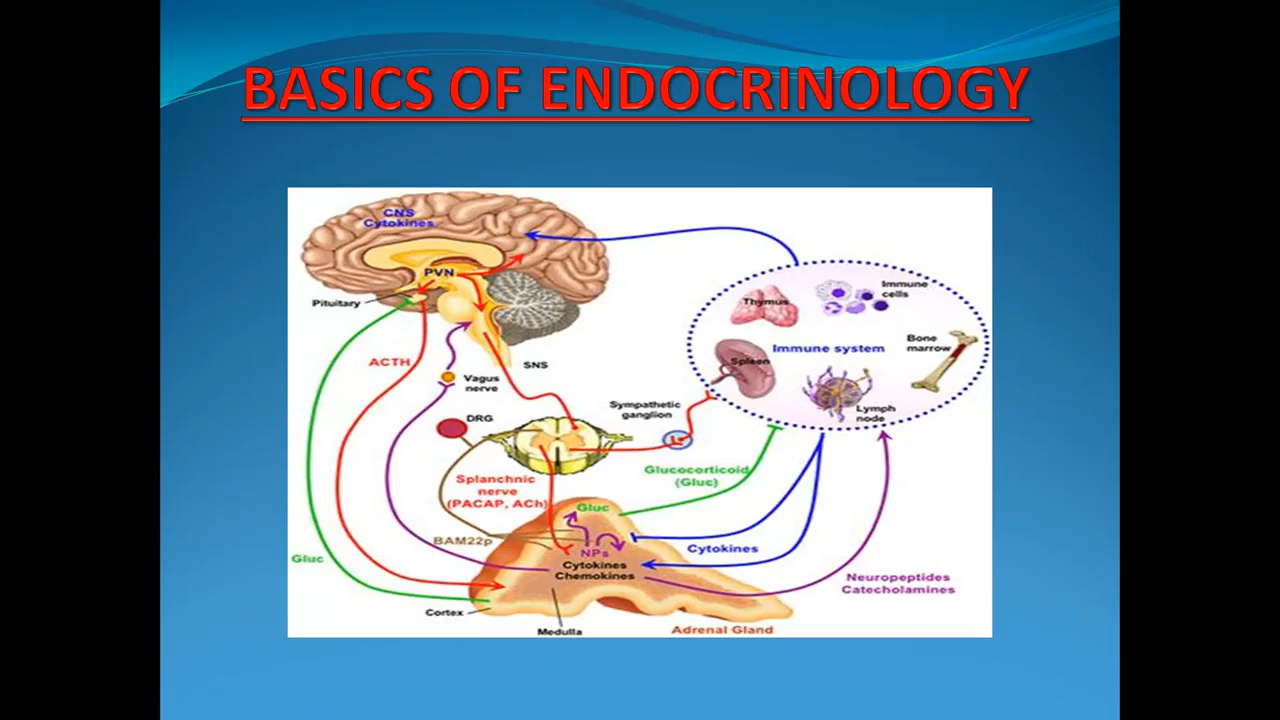 BASICS OF ENDOCRINOLOGY
CNS
Cytokines
PVN
Pituitary
ACTH
Vagus
nerve
SNS
DRG
Sympathetic
ganglion
Thymus
Immune
cells
Immune system
Bone
marrow
Spleen
Lymph
node
Splanchnic
nerve
(PACAP, ACh)
Glucocorticoid
(Gluc)
Gluc
BAM22p
NPs
Cytokines
Chemokines
Cytokines
Gluc
Neuropeptides
Catecholamines
Cortex
Medulla
Adrenal Gland